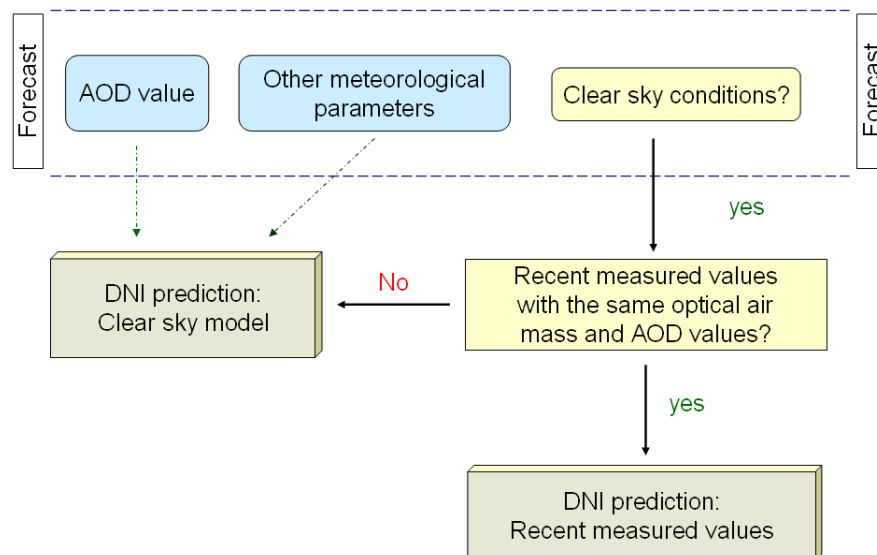 Forecast
AOD value
Other meteorological
parameters
Clear sky conditions?
Forecast
yes
DNI prediction:
Clear sky model
No
Recent measured values
with the same optical air
mass and AOD values?
yes
DNI prediction:
Recent measured values